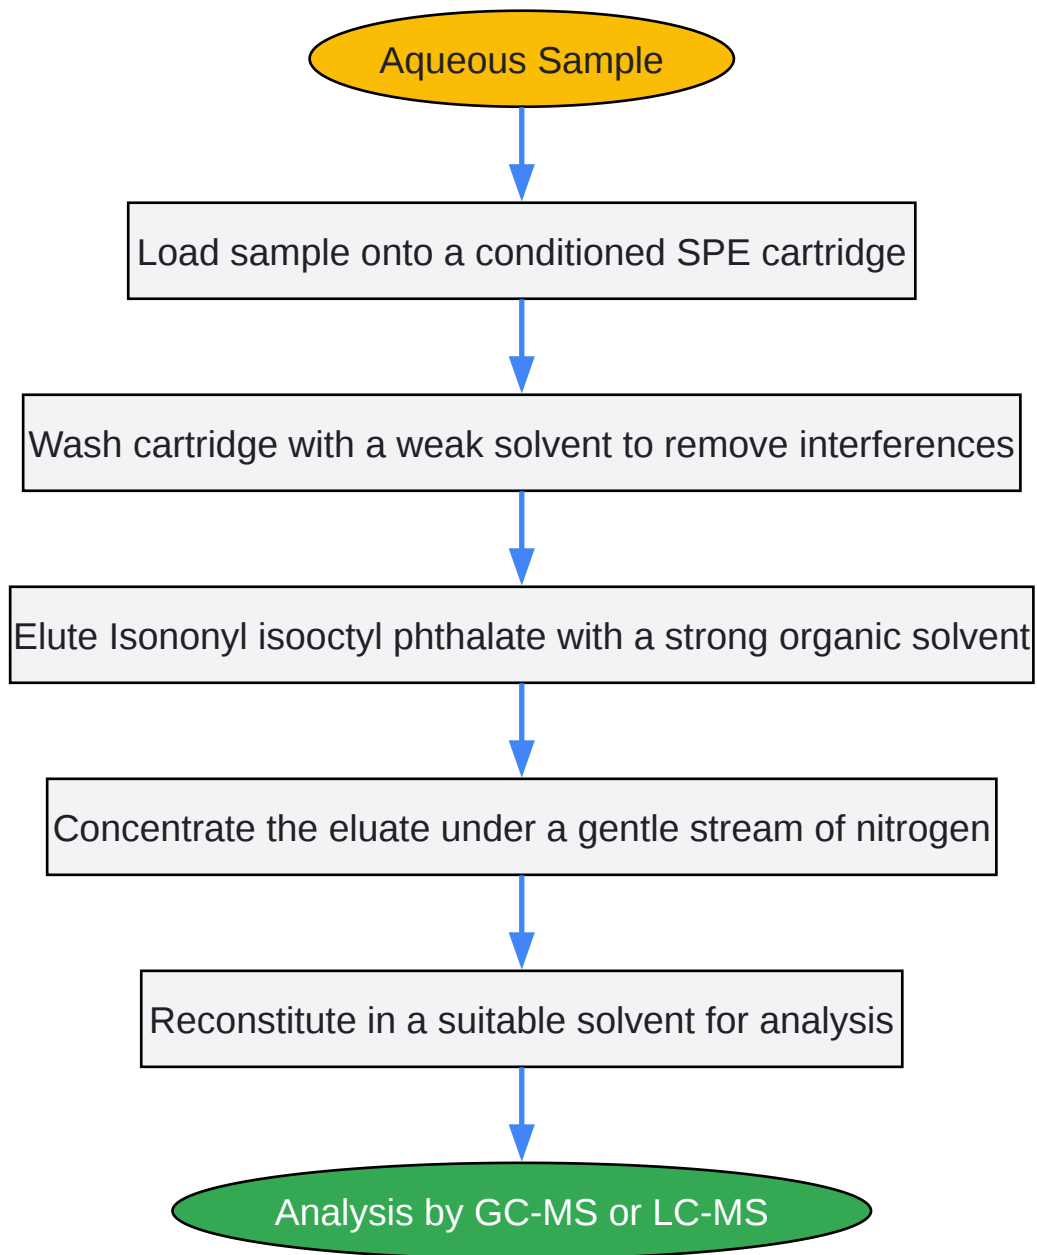 Aqueous Sample
Load sample onto a conditioned SPE cartridge
Wash cartridge with a weak solvent to remove interferences
Elute Isononyl isooctyl phthalate with a strong organic solvent
Concentrate the eluate under a gentle stream of nitrogen
Reconstitute in a suitable solvent for analysis
Analysis by GC-MS or LC-MS